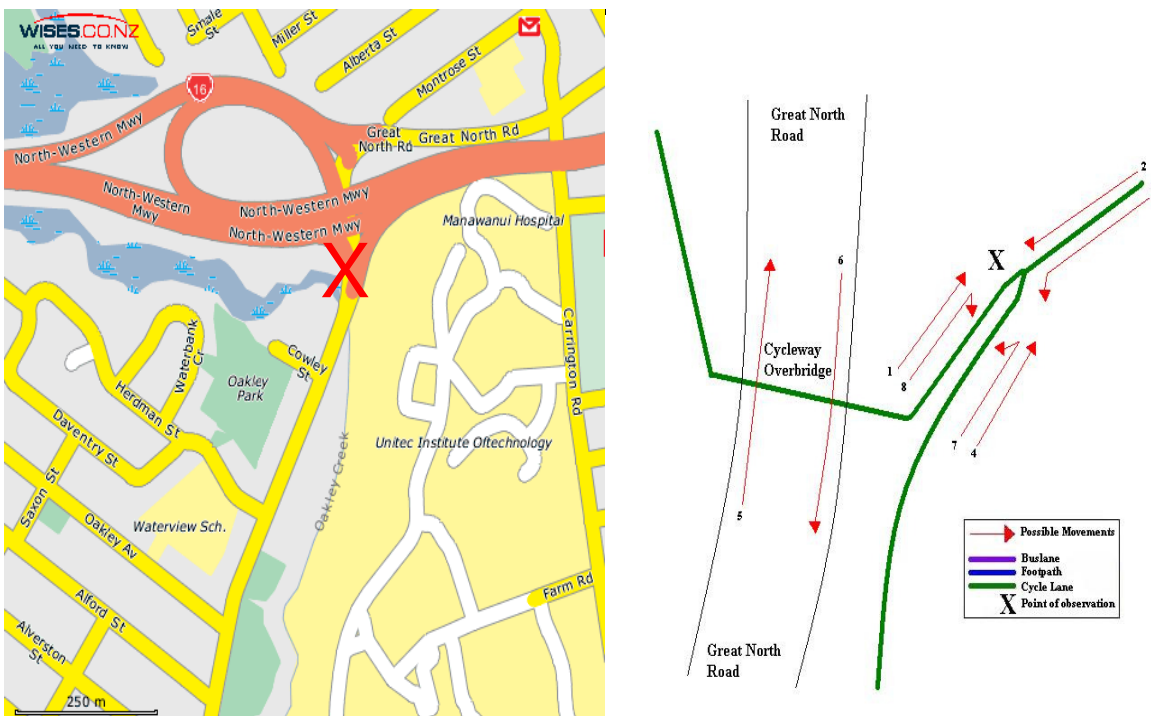 WISES.CO.NZ
ALL YOU NEED TO KNOW
Smale
St
Miller St
Alberta St
Montrose St
16
North-Western Mwy
Great
North Rd
Great North Rd
North-Western
Mwy
North-Western Mwy
North-Western Mwy
Manawanui Hospital
X
Carrington Rd
Waterbank
Cr
Cowley
St
Oakley
Park
Herdman St
Daventry St
Unitec Institute Oftechnology
Oakley Creek
Saxon St
Waterview Sch.
Oakley Av
Alford St
Farm Rd
Alverston
St
250 m
Great North
Road
2
X
6
Cycleway
Overbridge
1
8
7
4
5
Great North
Road
Possible Movements
Buslane
Footpath
Cycle Lane
X Point of observation